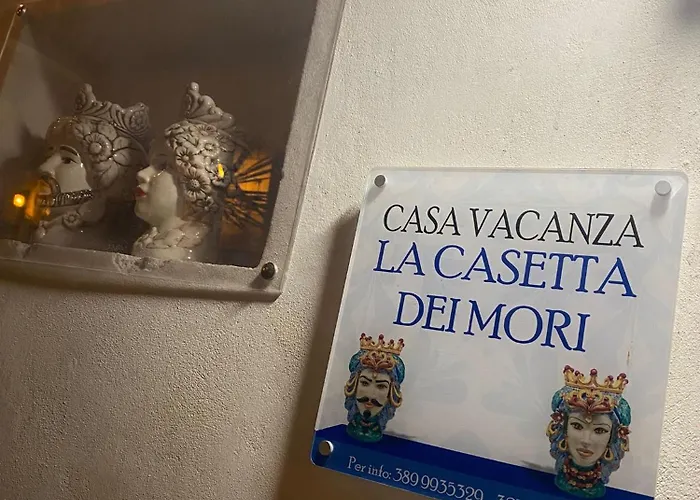 CASA VACANZA
LA CASETTA
DEI MORI
Per info: 389 9935329